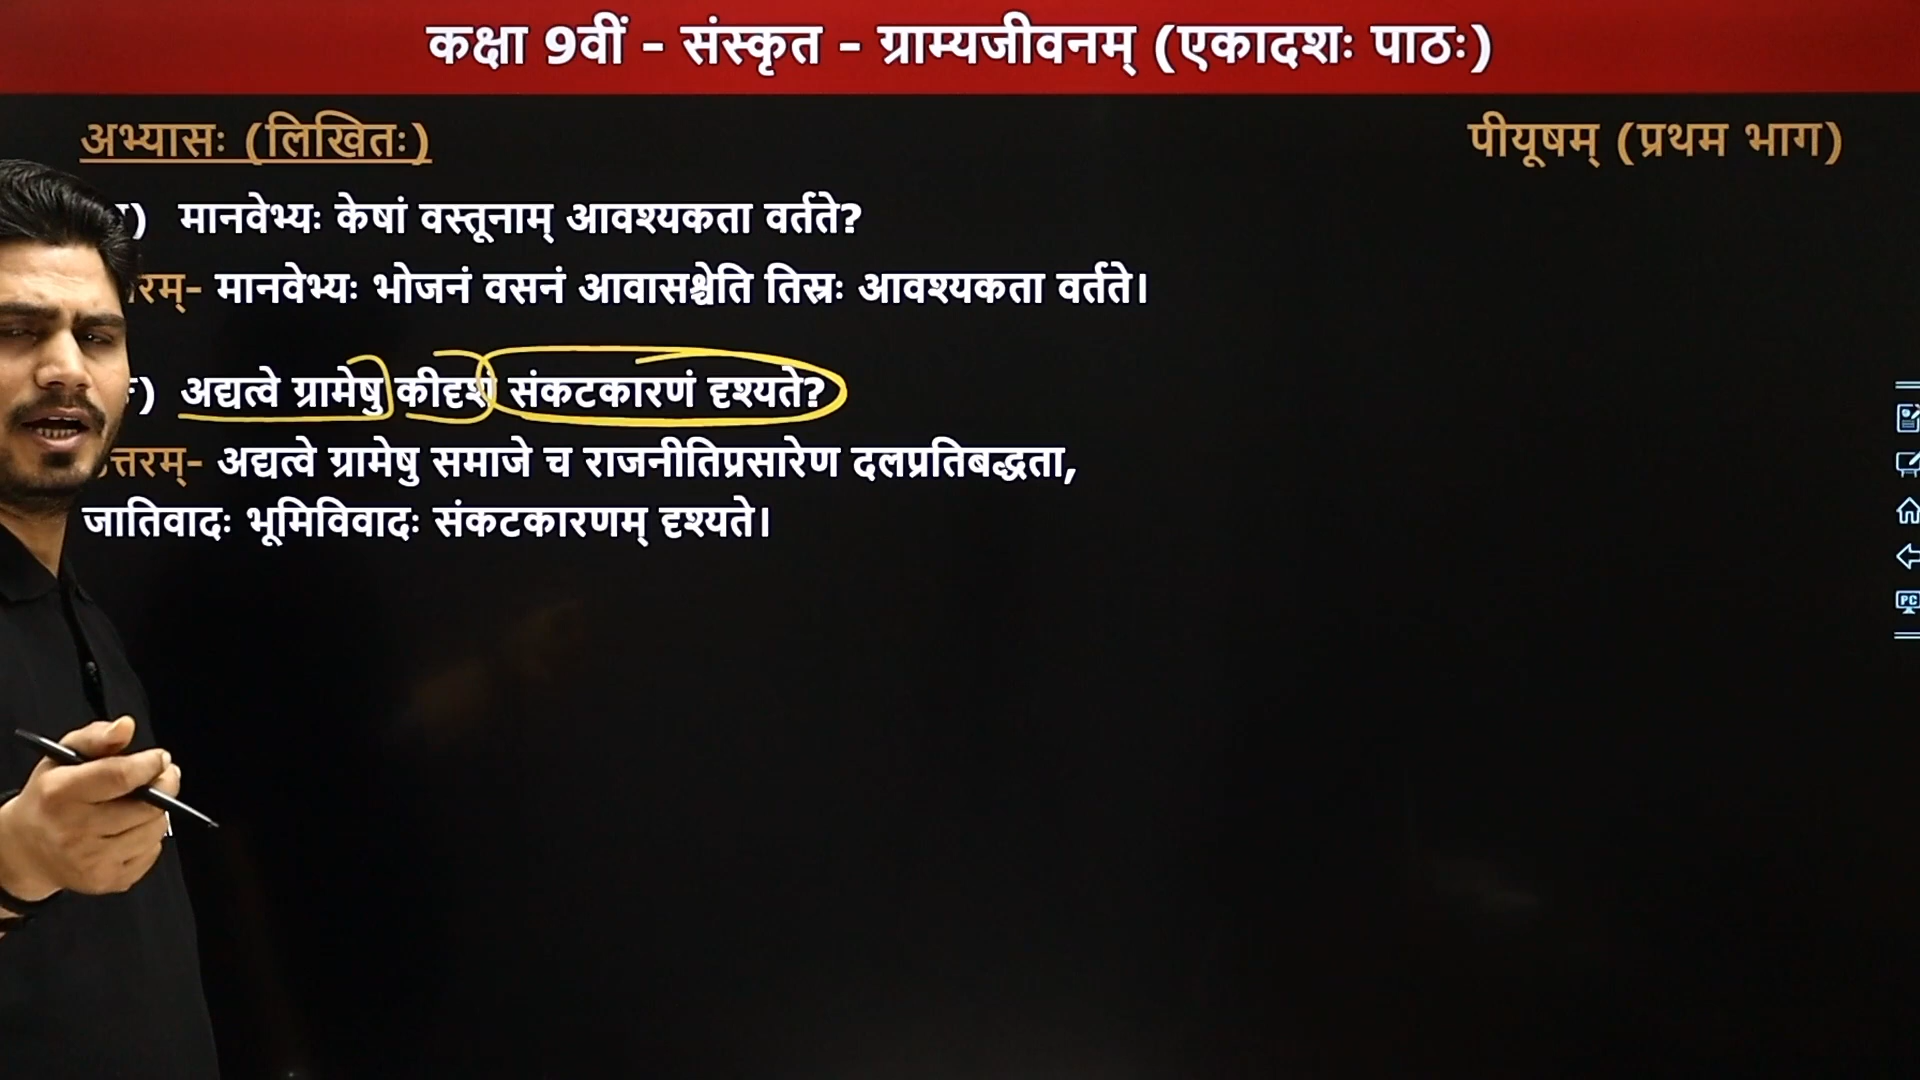 कक्षा 9वीं - संस्कृत - ग्राम्यजीवनम् (एकादशः पाठः)
अभ्यासः (लिखितः)
पीयूषम् (प्रथम भाग)
मानवेभ्यः केषां वस्तूनाम् आवश्यकता वर्तते?
मानवेभ्यः भोजनं वसनं आवासश्चेति तिस्रः आवश्यकता वर्तते।
अद्यत्वे ग्रामेषु कीदृशं संकटकारणं दृश्यते?
अद्यत्वे ग्रामेषु समाजे च राजनीतिप्रसारेण दलप्रतिबद्धता,
जातिवादः भूमिविवादः संकटकारणम् दृश्यते।
PC